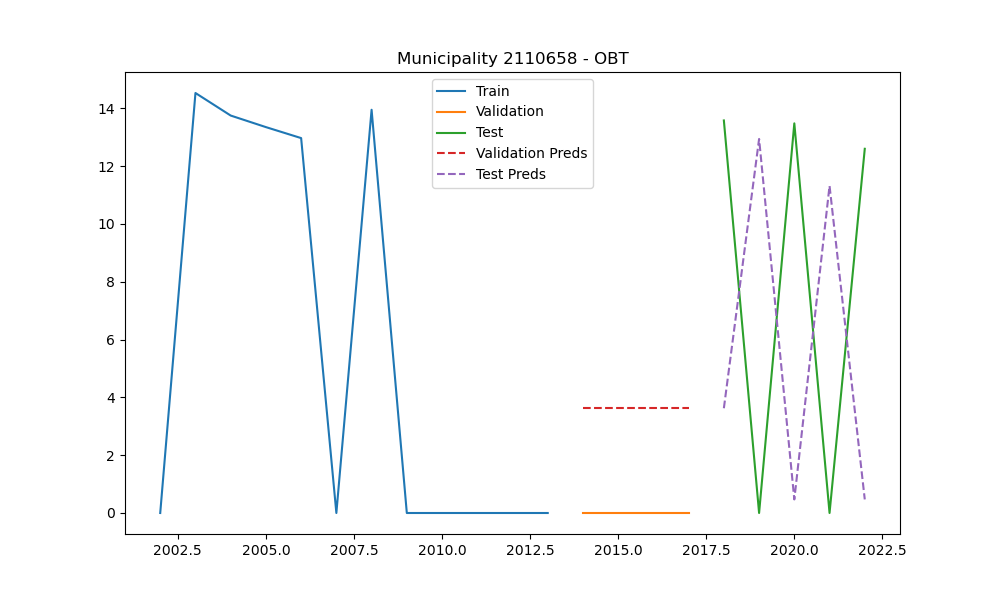 Municipality 2110658 - OBT
Train
Validation
Test
Validation Preds
Test Preds
14
12
10
8
6
4
2
0
2002.5 2005.0 2007.5 2010.0 2012.5 2015.0 2017.5 2020.0 2022.5